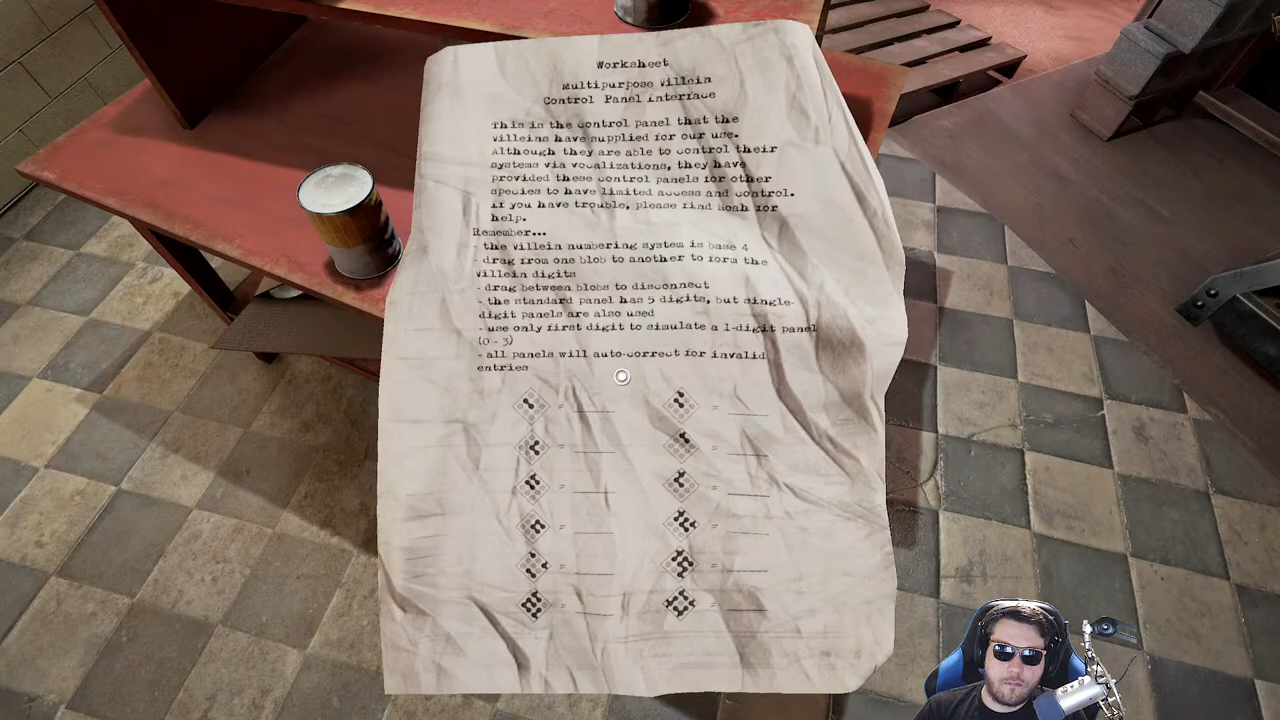 Worksheet
Multipurpose Villein
Control Panel Interface
This is the control panel that the
Villeins have supplied for our use.
Although they are able to control their
systems via vocalizations, they have
provided these control panels for other
species to have limited access and control.
If you have trouble, please find Noah for
help.
Remember...
- the Villein numbering system is base 4
- drag from one blob to another to form the
Villein digits
- drag between blobs to disconnect
- the standard panel has 5 digits, but single-
digit panels are also used
- use only first digit to simulate a 1-digit panel
(0 - 3)
- all panels will auto-correct for invalid
entries
= =
= =
= =
= =
= =
= =